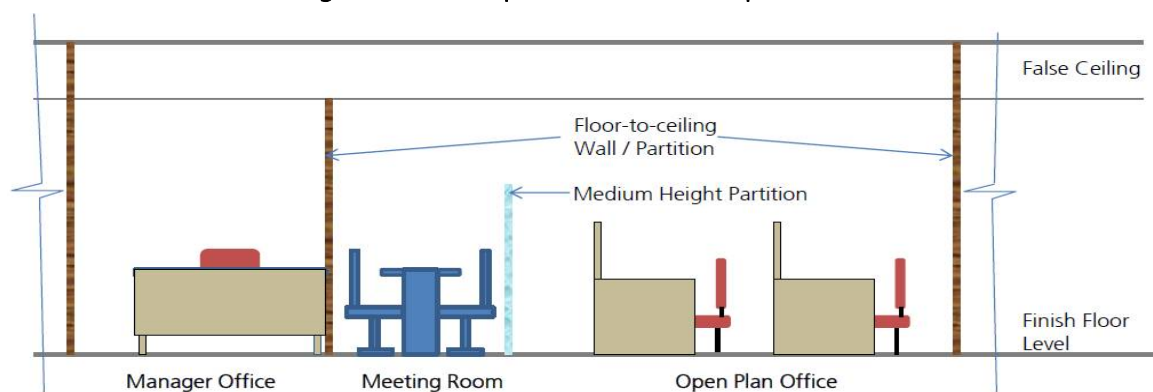 False Ceiling
Floor-to-ceiling
Wall / Partition
Medium Height Partition
Finish Floor
Level
Manager Office
Meeting Room
Open Plan Office